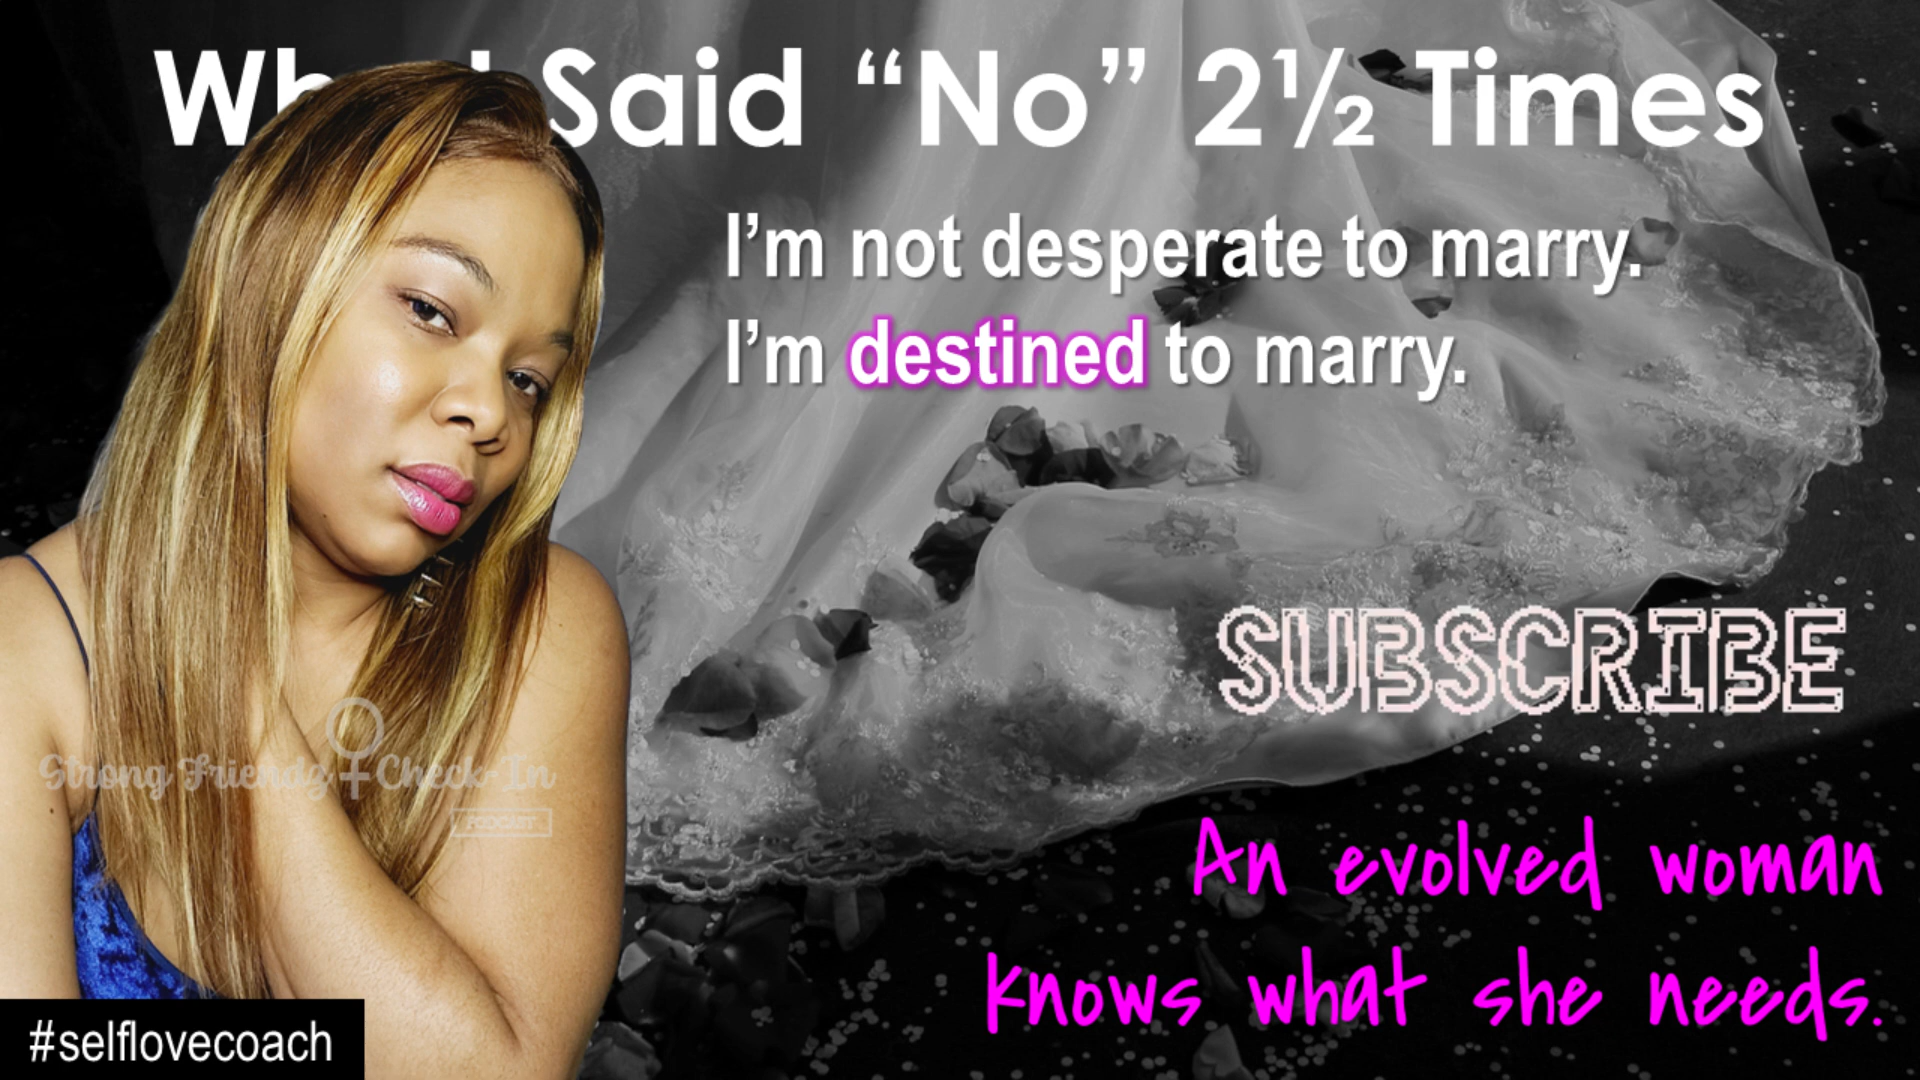 Said “No” 2½ Times
I’m not desperate to marry.
I’m destined to marry.
SUBSCRIBE
Strong Friendz Check-In
PODCAST
An evolved woman
knows what she needs.
#selflovecoach